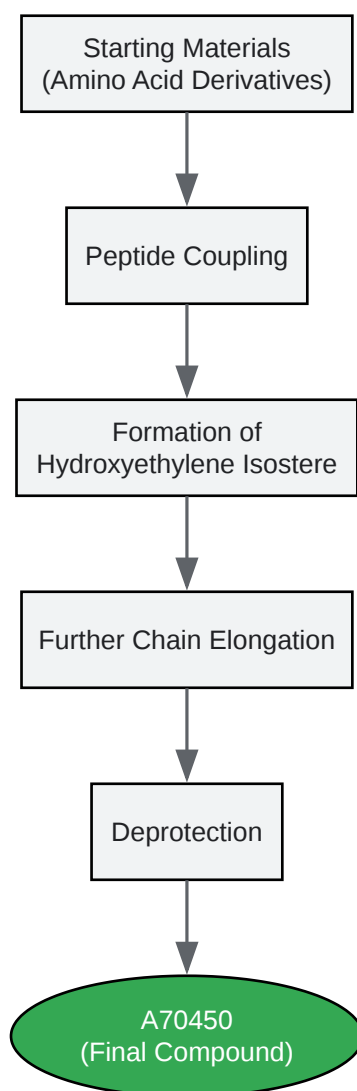 Starting Materials
(Amino Acid Derivatives)
Peptide Coupling
Formation of
Hydroxyethylene Isostere
Further Chain Elongation
Deprotection
A70450
(Final Compound)